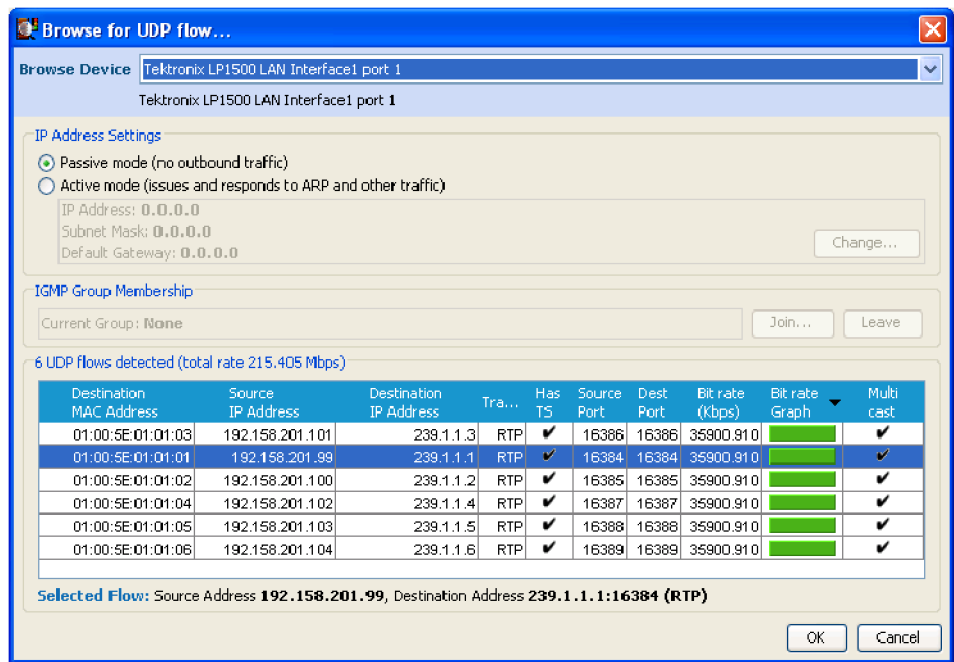 Browse for UDP flow...
Browse Device Tektronix LP1500 LAN Interface1 port 1
Tektronix LP1500 LAN Interface1 port 1
IP Address Settings
Passive mode (no outbound traffic)
Active mode (issues and responds to ARP and other traffic)
IP Address: 0.0.0.0
Subnet Mask: 0.0.0.0
Default Gateway: 0.0.0.0
Change...
IGMP Group Membership
Current Group: None Join... Leave
6 UDP flows detected (total rate 215.405 Mbps)
Destination MAC Address Source IP Address Destination IP Address Tra... Has TS Source Port Dest Port Bit rate (Kbps) Bit rate Graph Multi cast
01:00:5E:01:01:03 192.158.201.101 239.1.1.3 RTP ✔ 16386 16386 35900.910 ✔
01:00:5E:01:01:01 192.158.201.99 239.1.1.1 RTP ✔ 16384 16384 35900.910 ✔
01:00:5E:01:01:02 192.158.201.100 239.1.1.2 RTP ✔ 16385 16385 35900.910 ✔
01:00:5E:01:01:04 192.158.201.102 239.1.1.4 RTP ✔ 16387 16387 35900.910 ✔
01:00:5E:01:01:05 192.158.201.103 239.1.1.5 RTP ✔ 16388 16388 35900.910 ✔
01:00:5E:01:01:06 192.158.201.104 239.1.1.6 RTP ✔ 16389 16389 35900.910 ✔
Selected Flow: Source Address 192.158.201.99, Destination Address 239.1.1.1:16384 (RTP)
OK Cancel